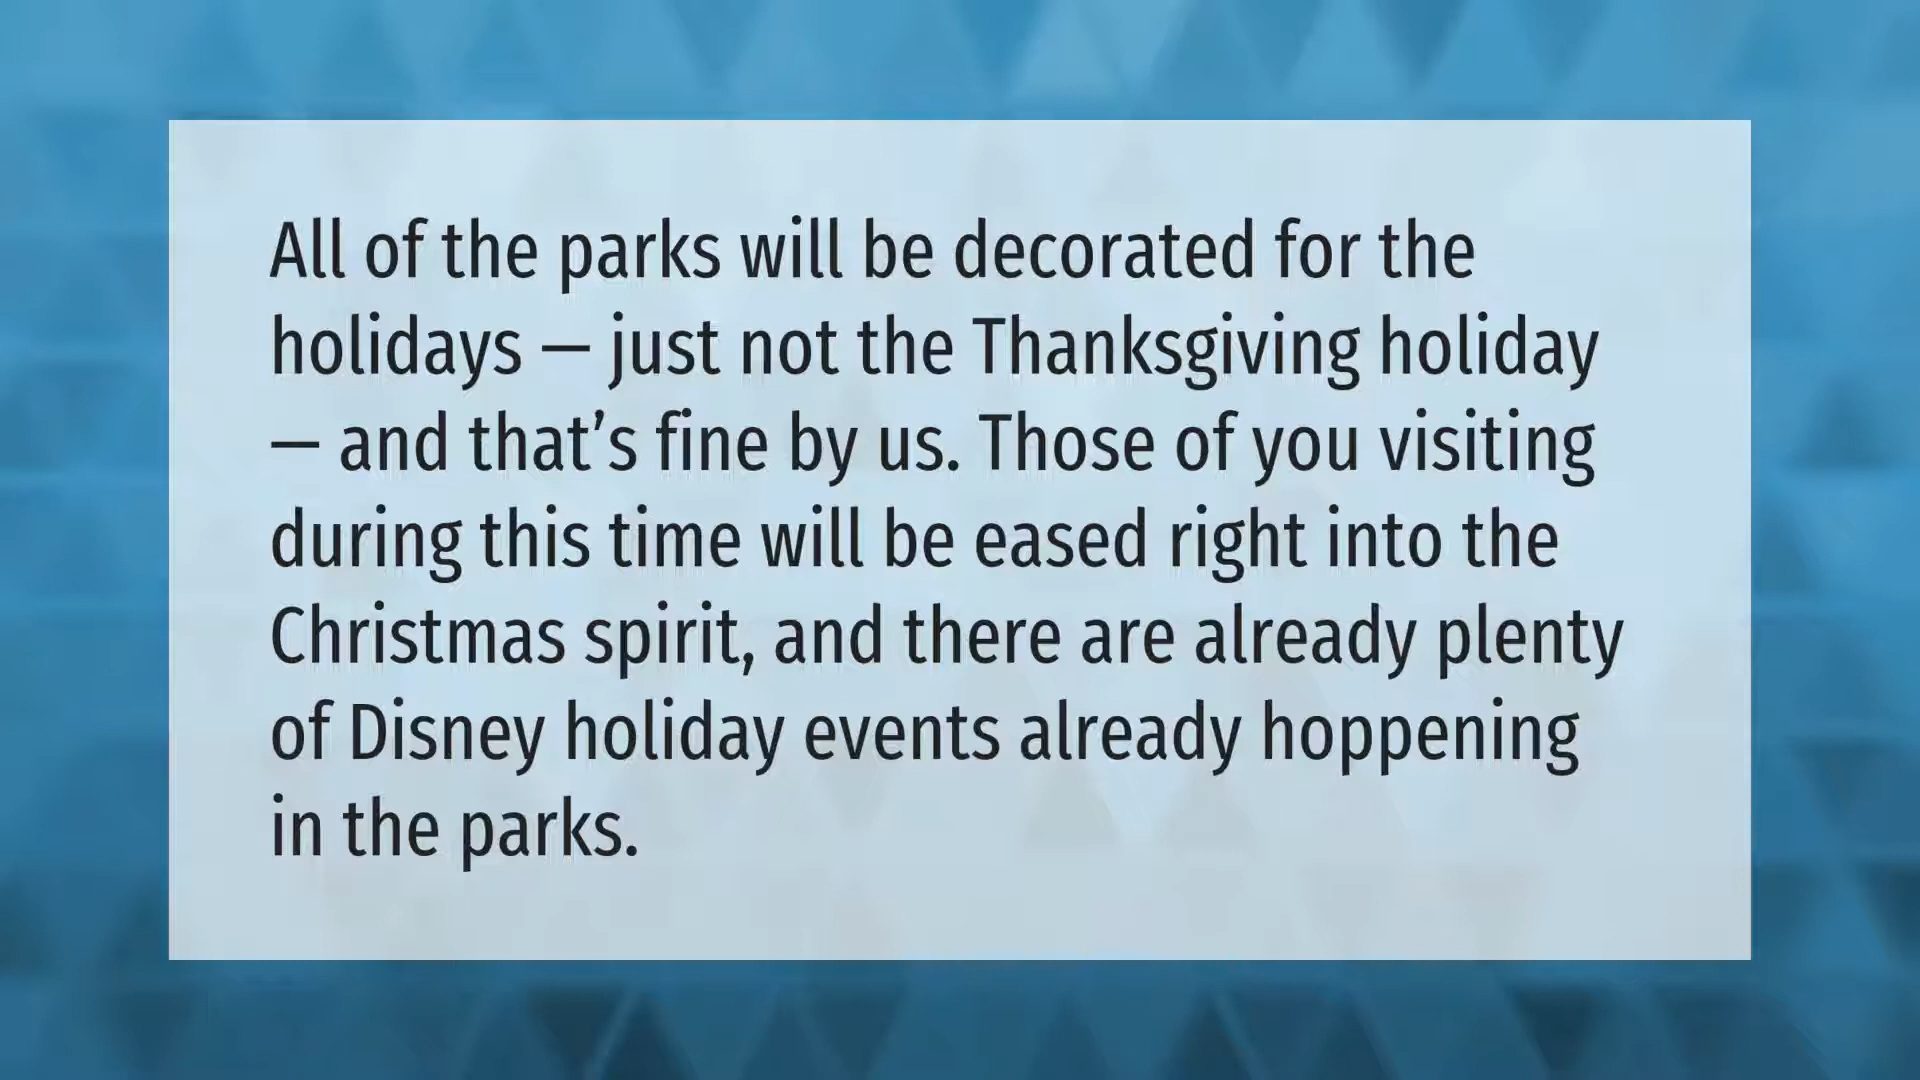 All of the parks will be decorated for the
holidays — just not the Thanksgiving holiday
— and that’s fine by us. Those of you visiting
during this time will be eased right into the
Christmas spirit, and there are already plenty
of Disney holiday events already hoppening
in the parks.